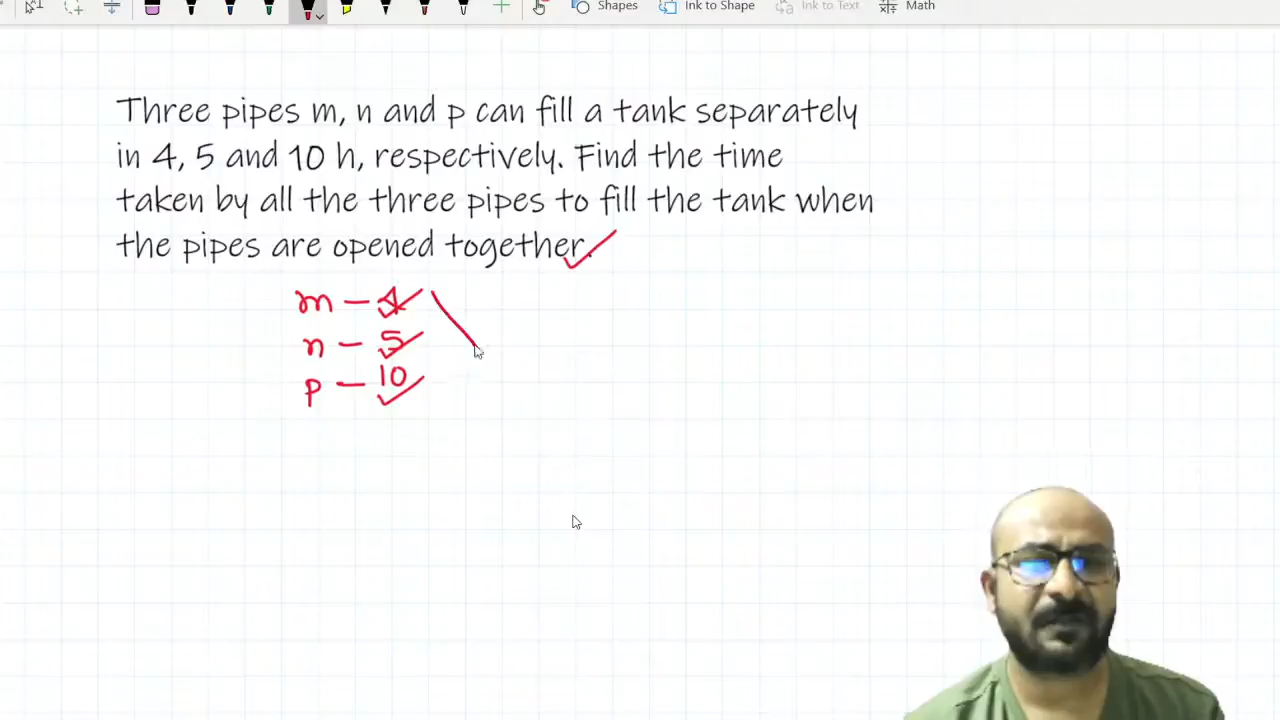 Shapes
Ink to Shape
Ink to Text
Math
Three pipes m, n and p can fill a tank separately
in 4, 5 and 10 h, respectively. Find the time
taken by all the three pipes to fill the tank when
the pipes are opened together.
m – 4
n – 5
p – 10